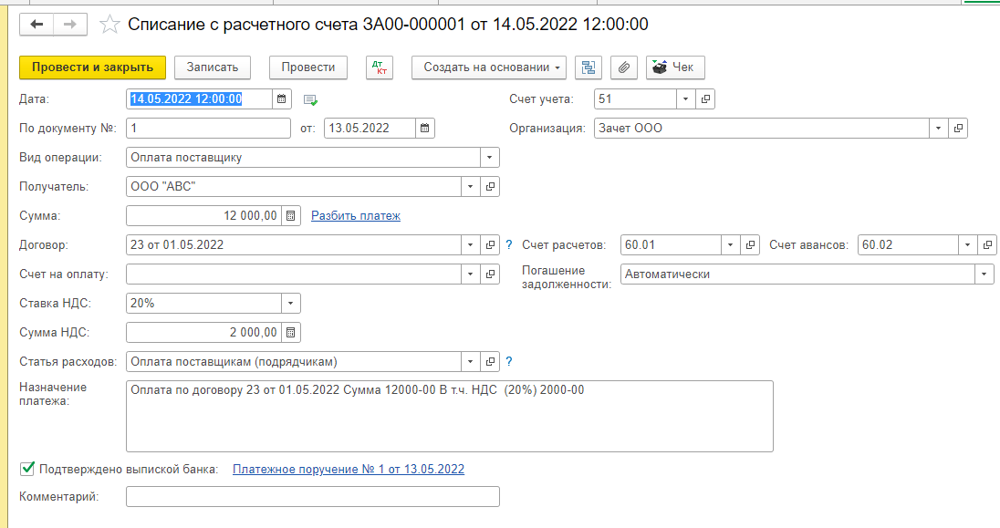 Списание с расчетного счета ЗА00-000001 от 14.05.2022 12:00:00
Провести и закрыть Записать Провести Дт Кт Создать на основании Чек
Дата: 14.05.2022 12:00:00 Счет учета: 51
По документу №: 1 от: 13.05.2022 Организация: Зачет ООО
Вид операции: Оплата поставщику
Получатель: ООО "АВС"
Сумма: 12 000,00 Разбить платеж
Договор: 23 от 01.05.2022 ? Счет расчетов: 60.01 Счет авансов: 60.02
Счет на оплату: Погашение задолженности: Автоматически
Ставка НДС: 20%
Сумма НДС: 2 000,00
Статья расходов: Оплата поставщикам (подрядчикам) ?
Назначение платежа: Оплата по договору 23 от 01.05.2022 Сумма 12000-00 В т.ч. НДС  (20%) 2000-00
Подтверждено выпиской банка: Платежное поручение № 1 от 13.05.2022
Комментарий: